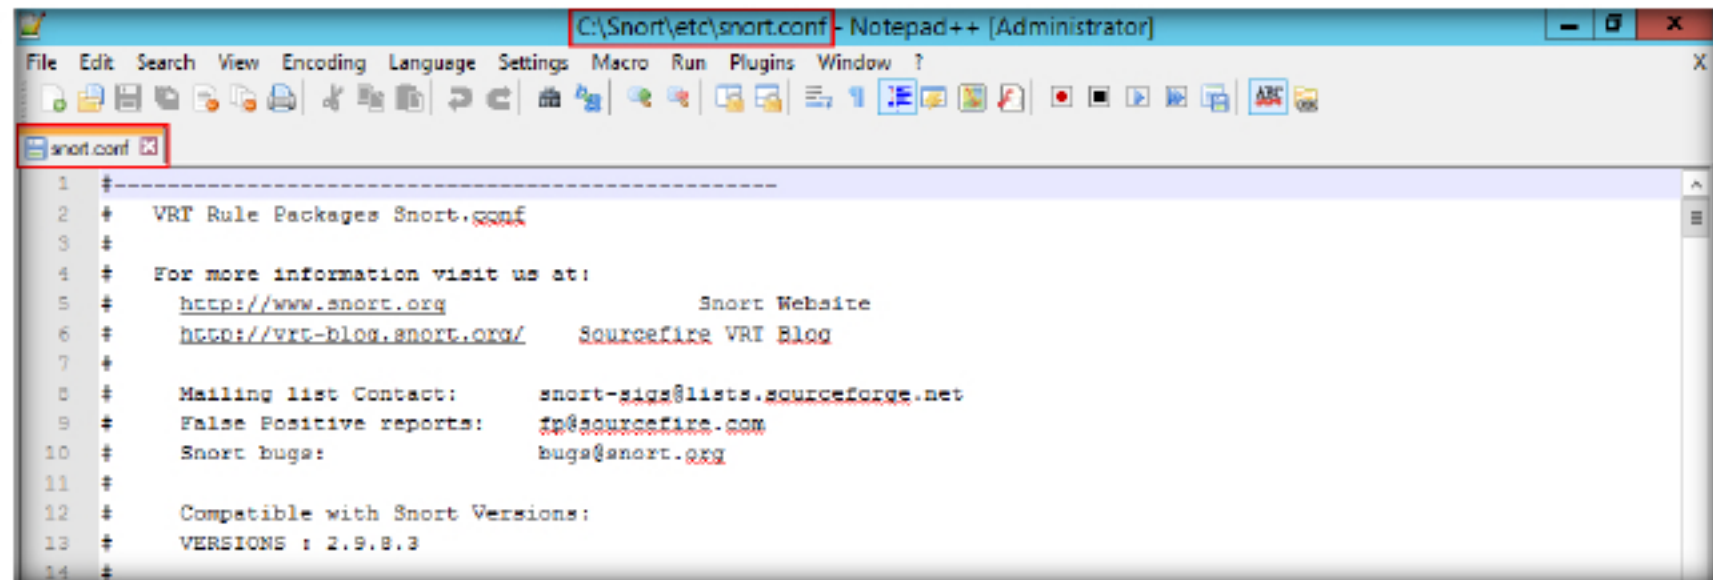 C:\Snort\etc\snort.conf - Notepad++ [Administrator]
File Edit Search View Encoding Language Settings Macro Run Plugins Window ? X
ABC
snort.conf
1 #--------------------------------------------------
2 # VRT Rule Packages Snort.conf
3 #
4 # For more information visit us at:
5 # http://www.snort.org Snort Website
6 # http://vrt-blog.snort.org/ Sourcefire VRT Blog
7 #
8 # Mailing list Contact: snort-sigs@lists.sourceforge.net
9 # False Positive reports: fp@sourcefire.com
10 # Snort bugs: bugs@snort.org
11 #
12 # Compatible with Snort Versions:
13 # VERSIONS : 2.9.8.3
14 #